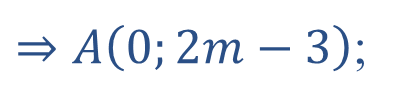 ⇒ A(0; 2m − 3);